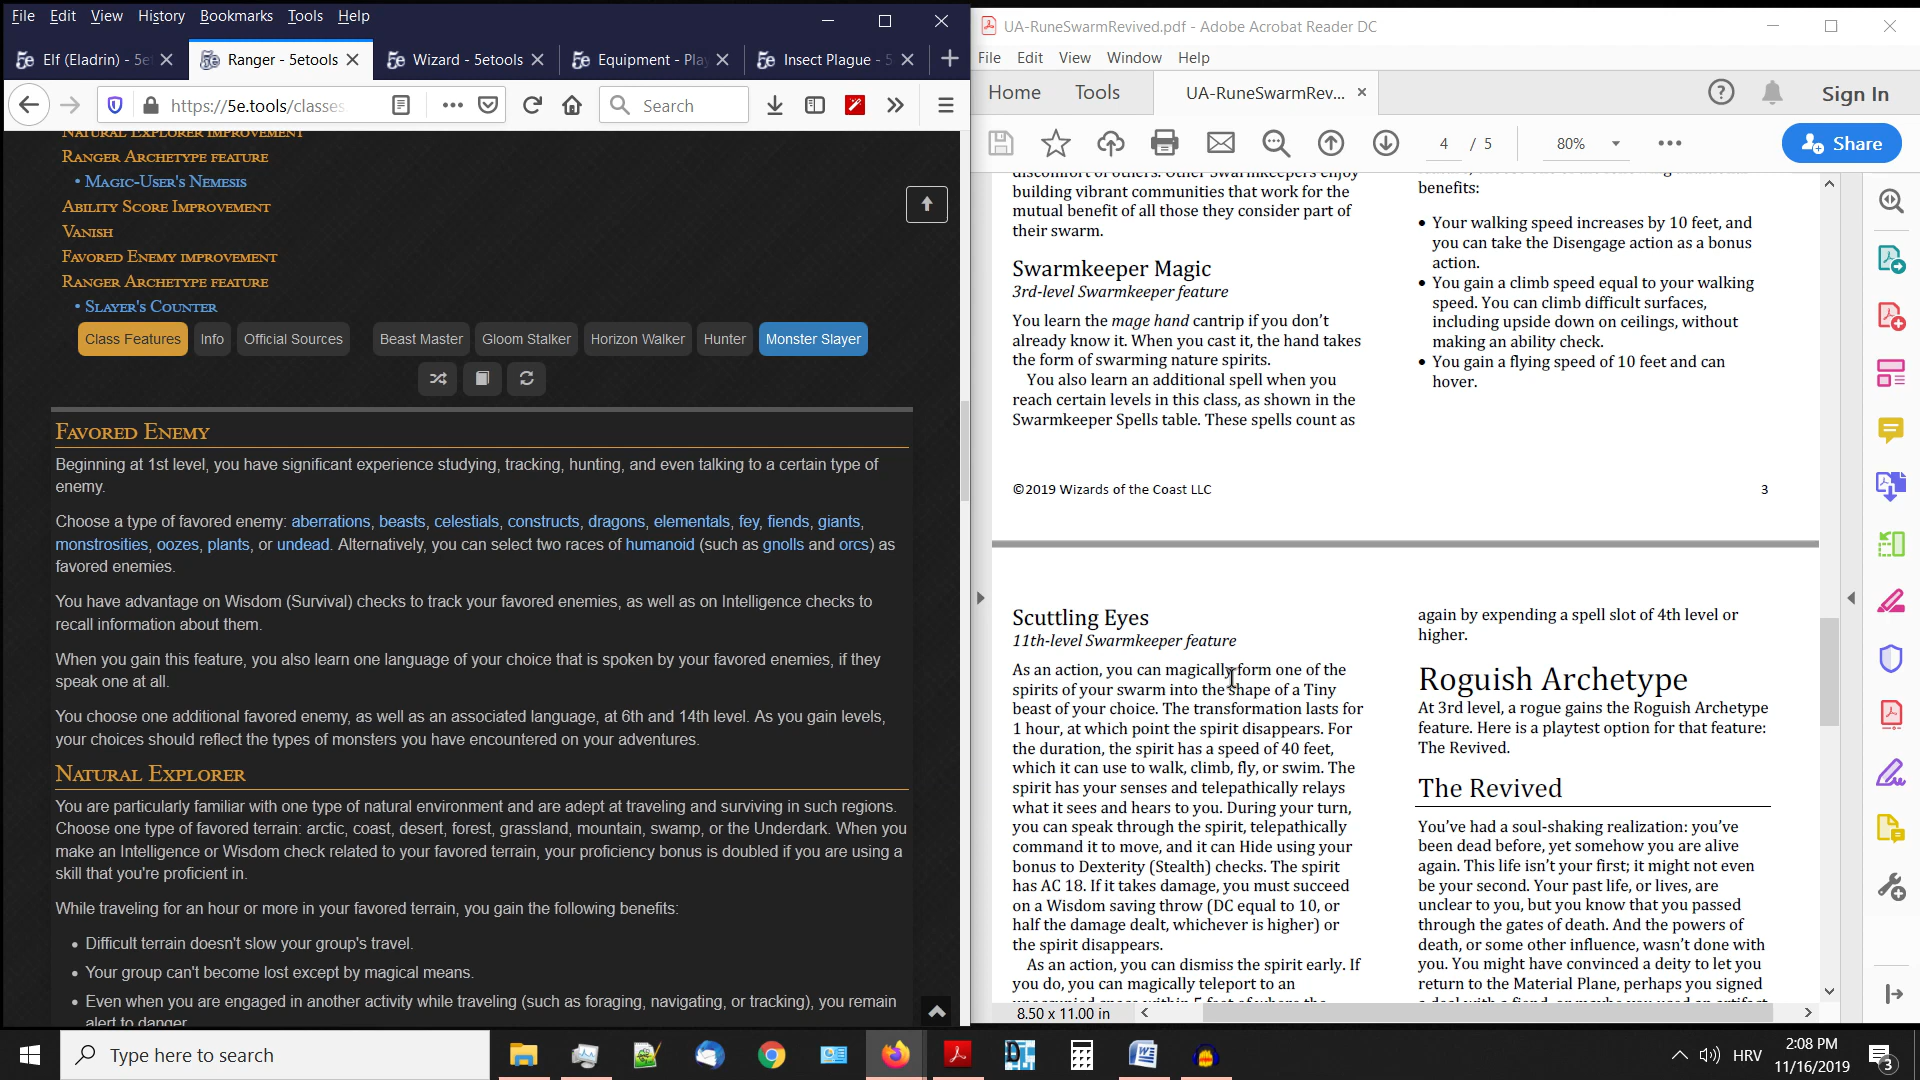 File Edit View History Bookmarks Tools Help
Elf (Eladrin) - 5e
Ranger - 5etools
Wizard - 5etools
Equipment - Pla
Insect Plague - 5
https://5e.tools/classes
Search
NATURAL EXPLORER IMPROVEMENT
RANGER ARCHETYPE FEATURE
• MAGIC-USER'S NEMESIS
ABILITY SCORE IMPROVEMENT
VANISH
FAVORED ENEMY IMPROVEMENT
RANGER ARCHETYPE FEATURE
• SLAYER'S COUNTER
Class Features Info Official Sources Beast Master Gloom Stalker Horizon Walker Hunter Monster Slayer
FAVORED ENEMY
Beginning at 1st level, you have significant experience studying, tracking, hunting, and even talking to a certain type of
enemy.
Choose a type of favored enemy: aberrations, beasts, celestials, constructs, dragons, elementals, fey, fiends, giants,
monstrosities, oozes, plants, or undead. Alternatively, you can select two races of humanoid (such as gnolls and orcs) as
favored enemies.
You have advantage on Wisdom (Survival) checks to track your favored enemies, as well as on Intelligence checks to
recall information about them.
When you gain this feature, you also learn one language of your choice that is spoken by your favored enemies, if they
speak one at all.
You choose one additional favored enemy, as well as an associated language, at 6th and 14th level. As you gain levels,
your choices should reflect the types of monsters you have encountered on your adventures.
NATURAL EXPLORER
You are particularly familiar with one type of natural environment and are adept at traveling and surviving in such regions.
Choose one type of favored terrain: arctic, coast, desert, forest, grassland, mountain, swamp, or the Underdark. When you
make an Intelligence or Wisdom check related to your favored terrain, your proficiency bonus is doubled if you are using a
skill that you're proficient in.
While traveling for an hour or more in your favored terrain, you gain the following benefits:
• Difficult terrain doesn't slow your group's travel.
• Your group can't become lost except by magical means.
• Even when you are engaged in another activity while traveling (such as foraging, navigating, or tracking), you remain
alert to danger
UA-RuneSwarmRevived.pdf - Adobe Acrobat Reader DC
File Edit View Window Help
Home Tools UA-RuneSwarmRev... Sign In
4 / 5 80% Share
discomfort of others. Other Swarmkeepers enjoy
building vibrant communities that work for the
mutual benefit of all those they consider part of
their swarm.
Swarmkeeper Magic
3rd-level Swarmkeeper feature
You learn the mage hand cantrip if you don't
already know it. When you cast it, the hand takes
the form of swarming nature spirits.
You also learn an additional spell when you
reach certain levels in this class, as shown in the
Swarmkeeper Spells table. These spells count as
benefits:
• Your walking speed increases by 10 feet, and
you can take the Disengage action as a bonus
action.
• You gain a climb speed equal to your walking
speed. You can climb difficult surfaces,
including upside down on ceilings, without
making an ability check.
• You gain a flying speed of 10 feet and can
hover.
©2019 Wizards of the Coast LLC 3
Scuttling Eyes
11th-level Swarmkeeper feature
As an action, you can magically form one of the
spirits of your swarm into the shape of a Tiny
beast of your choice. The transformation lasts for
1 hour, at which point the spirit disappears. For
the duration, the spirit has a speed of 40 feet,
which it can use to walk, climb, fly, or swim. The
spirit has your senses and telepathically relays
what it sees and hears to you. During your turn,
you can speak through the spirit, telepathically
command it to move, and it can Hide using your
bonus to Dexterity (Stealth) checks. The spirit
has AC 18. If it takes damage, you must succeed
on a Wisdom saving throw (DC equal to 10, or
half the damage dealt, whichever is higher) or
the spirit disappears.
As an action, you can dismiss the spirit early. If
you do, you can magically teleport to an
unoccupied space within 5 feet of where the
again by expending a spell slot of 4th level or
higher.
Roguish Archetype
At 3rd level, a rogue gains the Roguish Archetype
feature. Here is a playtest option for that feature:
The Revived.
The Revived
You've had a soul-shaking realization: you've
been dead before, yet somehow you are alive
again. This life isn't your first; it might not even
be your second. Your past life, or lives, are
unclear to you, but you know that you passed
through the gates of death. And the powers of
death, or some other influence, wasn't done with
you. You might have convinced a deity to let you
return to the Material Plane, perhaps you signed
8.50 x 11.00 in
Type here to search
HRV
2:08 PM
11/16/2019
3